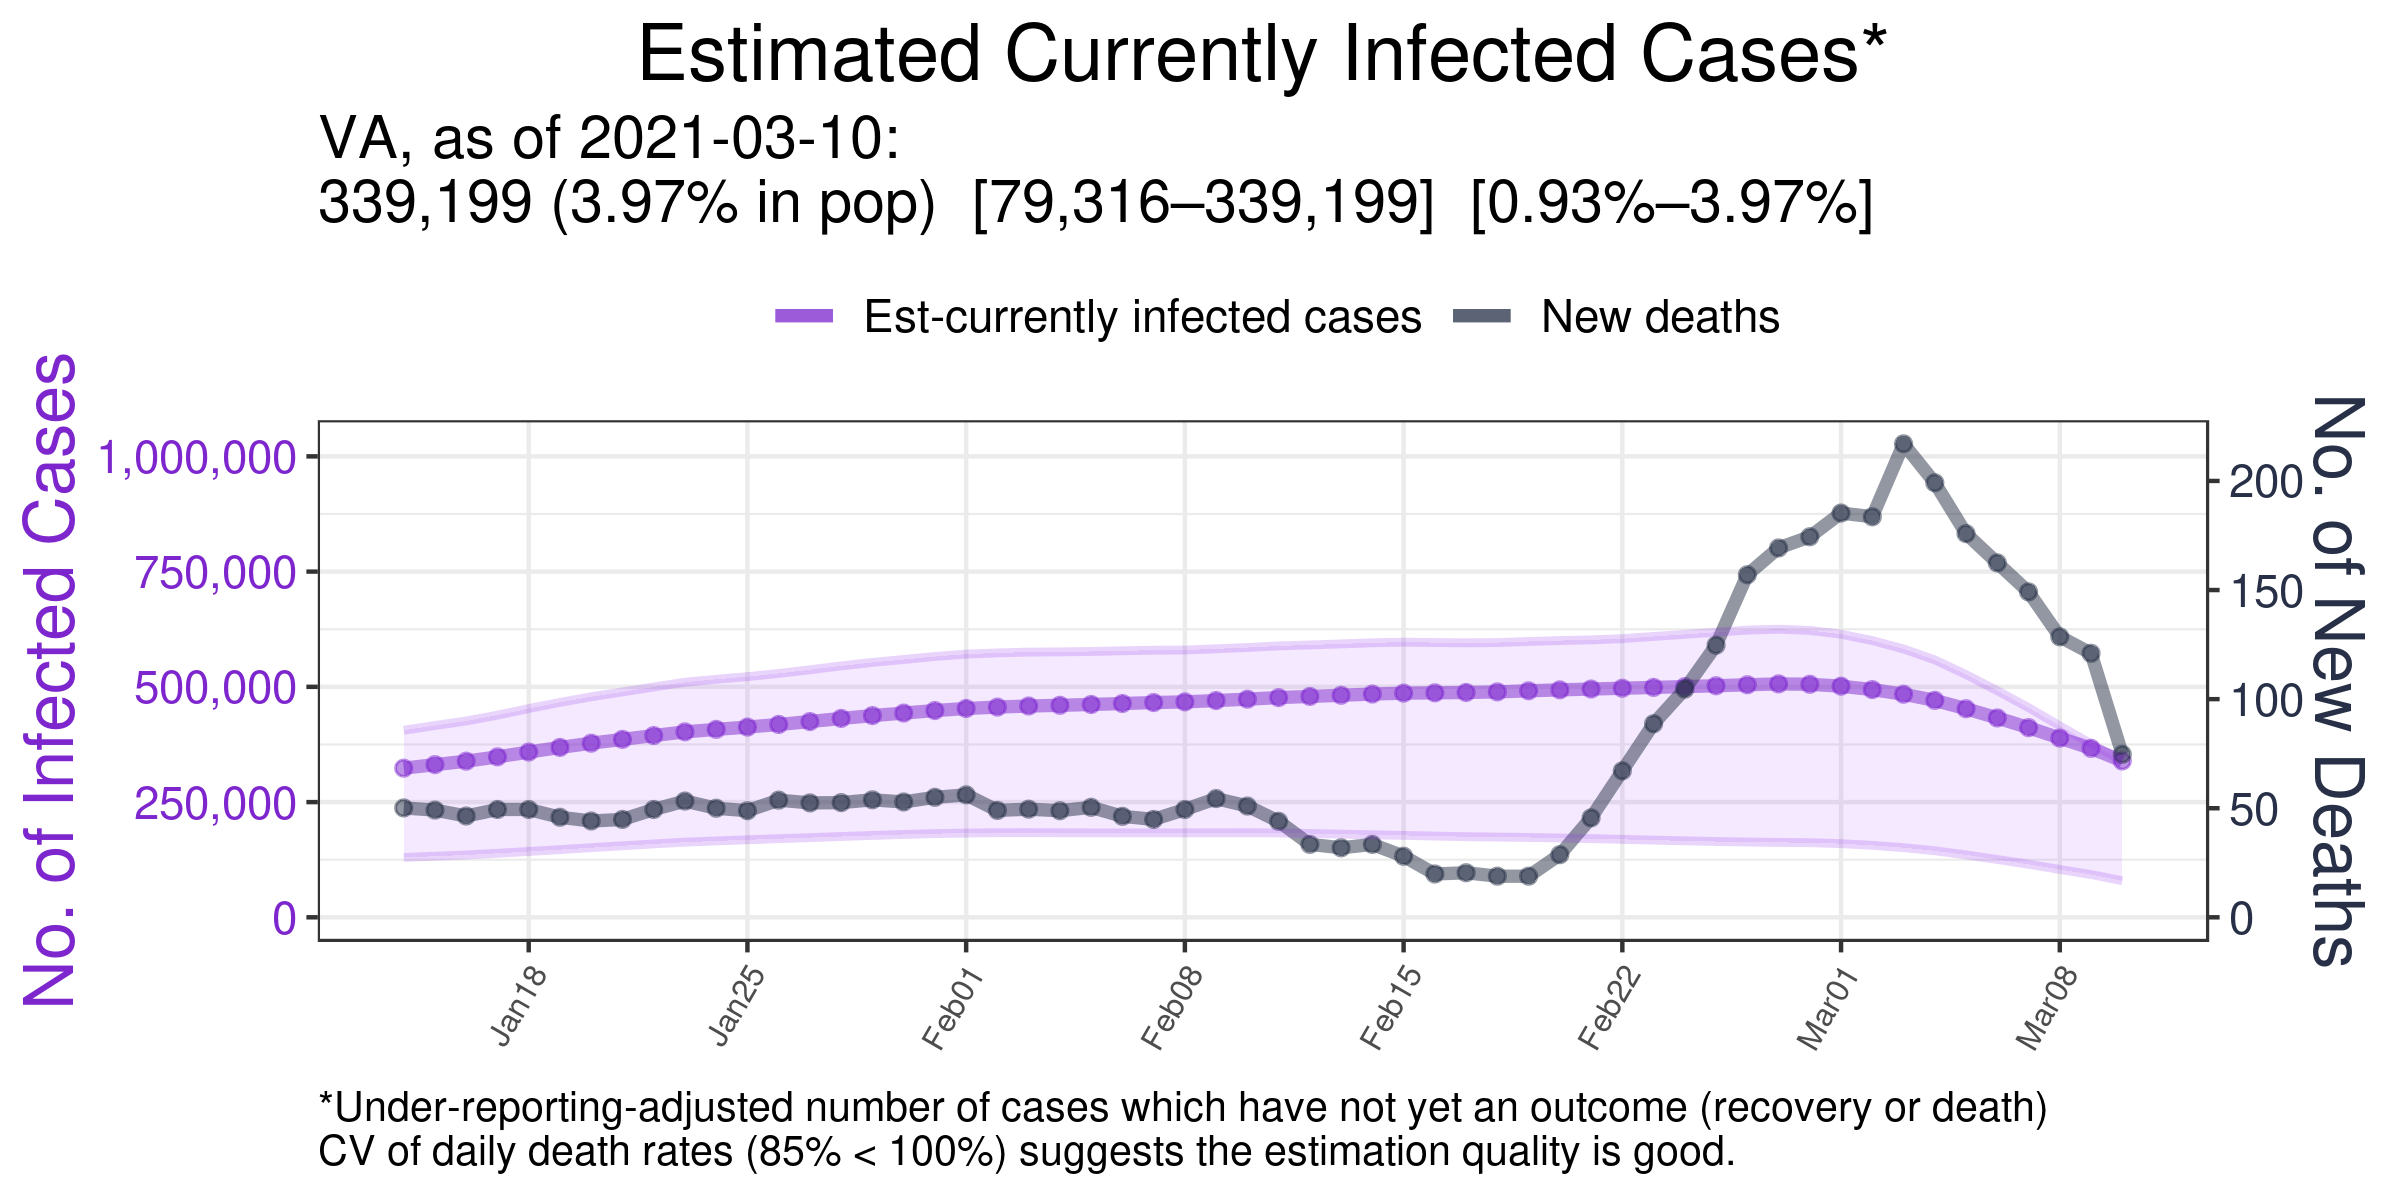 Estimated Currently Infected Cases*
VA, as of 2021-03-10:
339,199 (3.97% in pop) [79,316–339,199] [0.93%–3.97%]
Est-currently infected cases
New deaths
No. of Infected Cases
1,000,000
750,000
500,000
250,000
0
No. of New Deaths
200
150
100
50
0
Jan18
Jan25
Feb01
Feb08
Feb15
Feb22
Mar01
Mar08
*Under-reporting-adjusted number of cases which have not yet an outcome (recovery or death)
CV of daily death rates (85% < 100%) suggests the estimation quality is good.